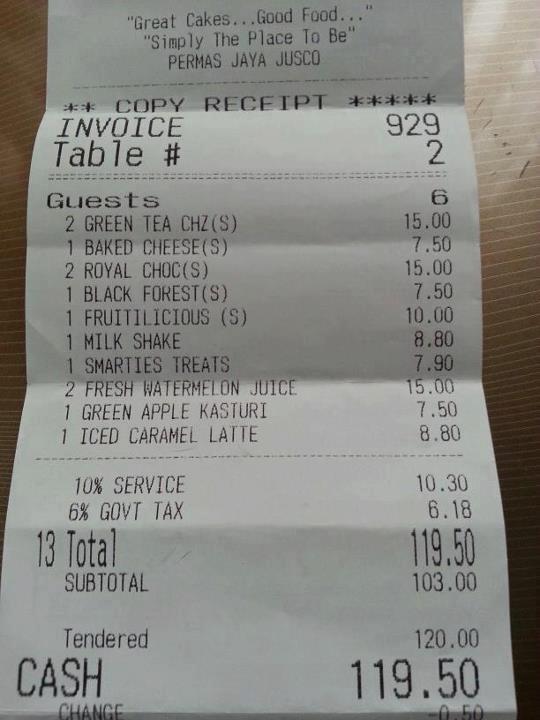 "Great Cakes...Good Food..."
"Simply The Place To Be"
PERMAS JAYA JUSCO
** COPY RECEIPT *****
INVOICE 929
Table # 2
Guests 6
2 GREEN TEA CHZ(S) 15.00
1 BAKED CHEESE(S) 7.50
2 ROYAL CHOC(S) 15.00
1 BLACK FOREST(S) 7.50
1 FRUITILICIOUS (S) 10.00
1 MILK SHAKE 8.80
1 SMARTIES TREATS 7.90
2 FRESH WATERMELON JUICE 15.00
1 GREEN APPLE KASTURI 7.50
1 ICED CARAMEL LATTE 8.80
10% SERVICE 10.30
6% GOVT TAX 6.18
13 Total 119.50
SUBTOTAL 103.00
Tendered 120.00
CASH 119.50
CHANGE -0.50